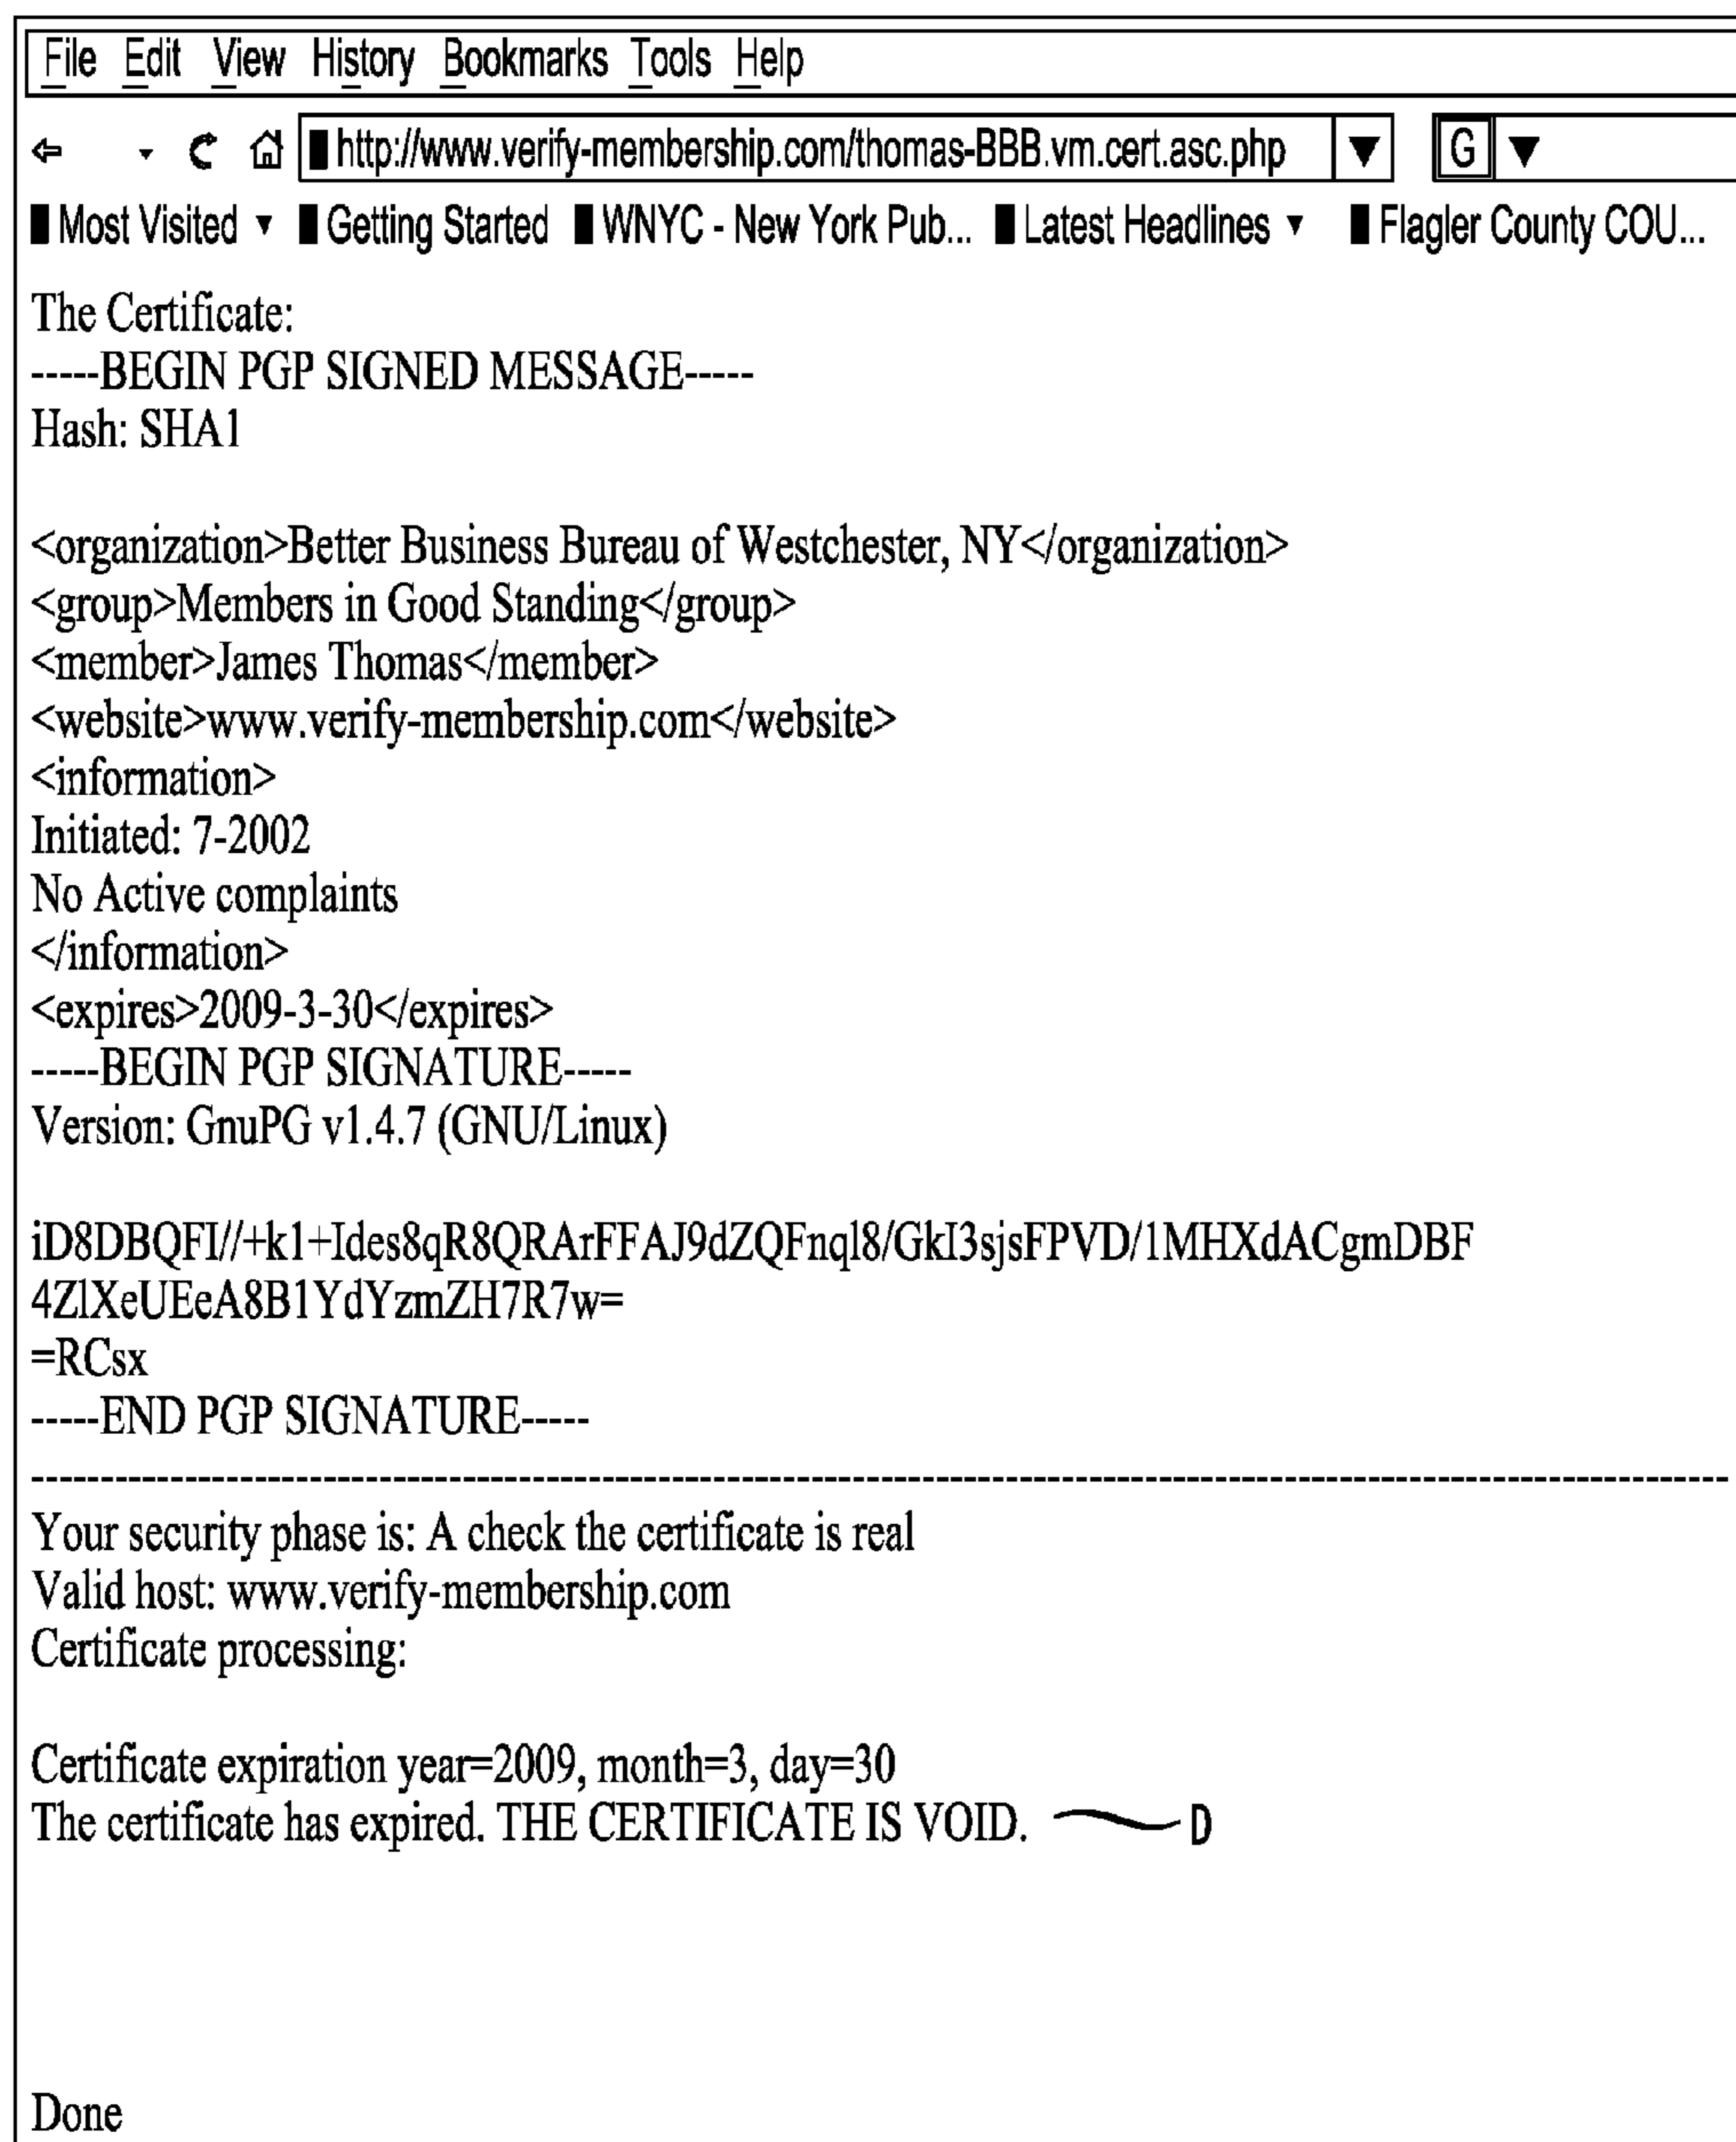 File Edit View History Bookmarks Tools Help
http://www.verify-membership.com/thomas-BBB.vm.cert.asc.php G
Most Visited Getting Started WNYC - New York Pub... Latest Headlines Flagler County COU...
The Certificate:
-----BEGIN PGP SIGNED MESSAGE-----
Hash: SHA1
<organization>Better Business Bureau of Westchester, NY</organization>
<group>Members in Good Standing</group>
<member>James Thomas</member>
<website>www.verify-membership.com</website>
<information>
Initiated: 7-2002
No Active complaints
</information>
<expires>2009-3-30</expires>
-----BEGIN PGP SIGNATURE-----
Version: GnuPG v1.4.7 (GNU/Linux)
iD8DBQFI//+k1+Ides8qR8QRArFFAJ9dZQFnql8/GkI3sjsFPVD/1MHXdACgmDBF
4ZlXeUEeA8B1YdYzmZH7R7w=
=RCsx
-----END PGP SIGNATURE-----
Your security phase is: A check the certificate is real
Valid host: www.verify-membership.com
Certificate processing:
Certificate expiration year=2009, month=3, day=30
The certificate has expired. THE CERTIFICATE IS VOID. D
Done